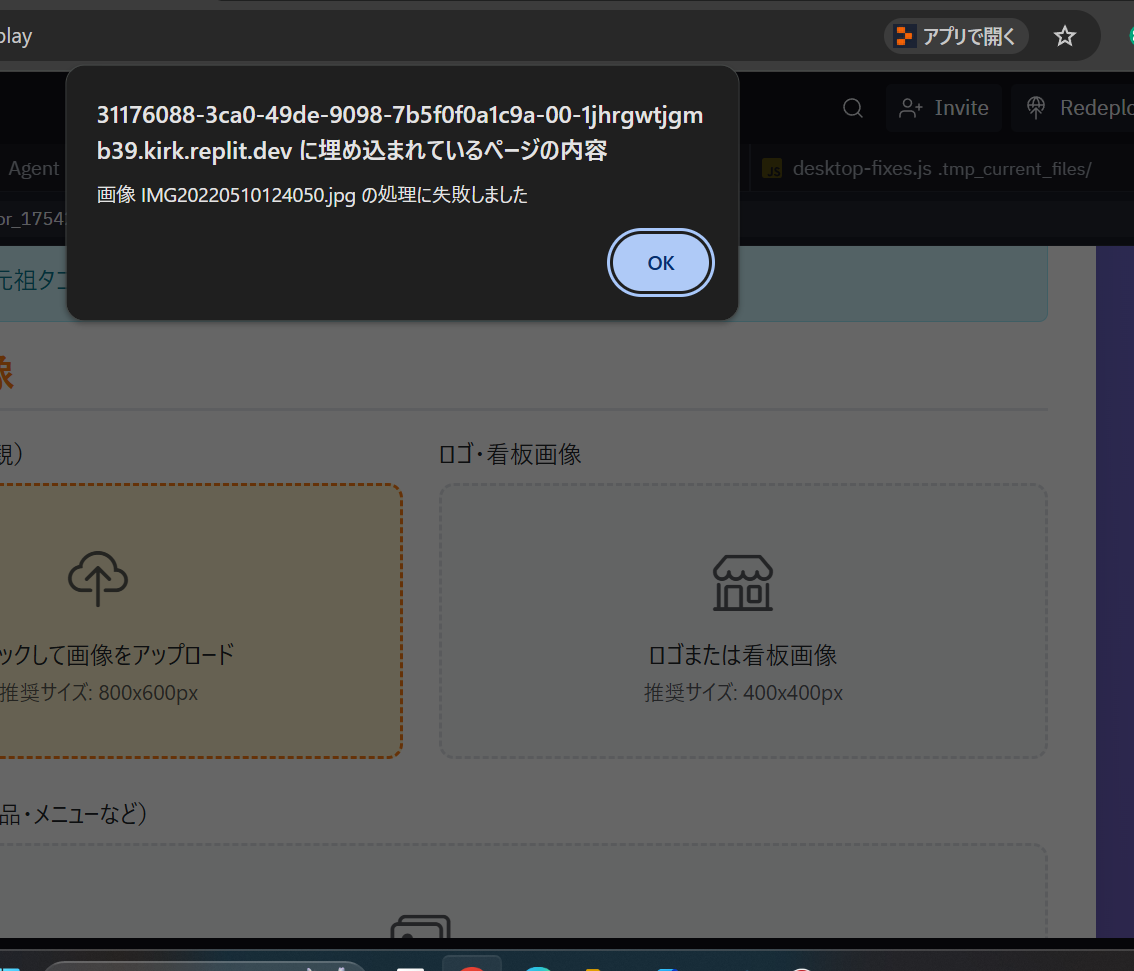 play
アプリで開く
31176088-3ca0-49de-9098-7b5f0f0a1c9a-00-1jhrgwtjgm
b39.kirk.replit.dev に埋め込まれているページの内容
画像 IMG20220510124050.jpg の処理に失敗しました
OK
Invite
Redeplo
Agent
JS desktop-fixes.js .tmp_current_files/
or_1754
元祖タコ
像
観）
ロゴ・看板画像
ックして画像をアップロード
推奨サイズ: 800x600px
ロゴまたは看板画像
推奨サイズ: 400x400px
品・メニューなど）